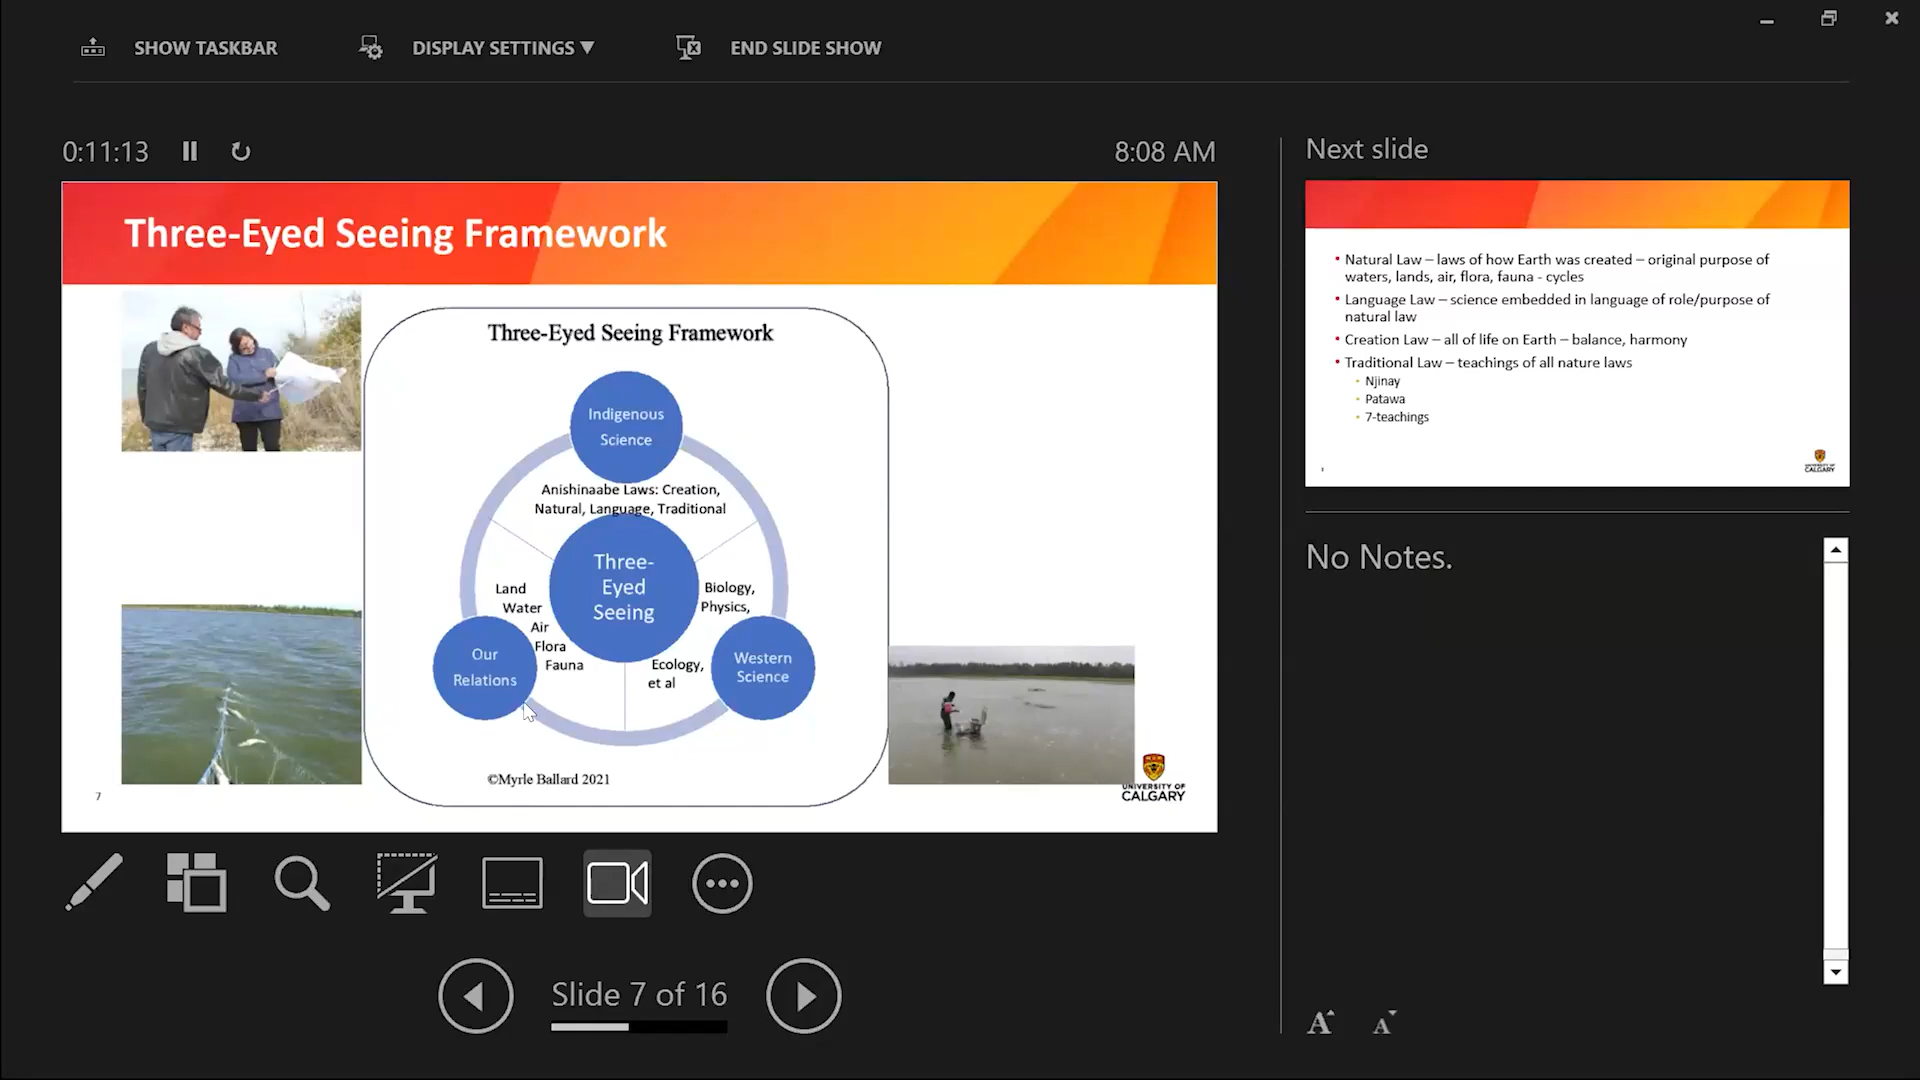 SHOW TASKBAR
DISPLAY SETTINGS ▼
END SLIDE SHOW
0:11:13
8:08 AM
Three-Eyed Seeing Framework
Three-Eyed Seeing Framework
Indigenous
Science
Anishinaabe Laws: Creation,
Natural, Language, Traditional
Three-
Eyed
Seeing
Land
Water
Air
Flora
Fauna
Biology,
Physics,
Ecology,
et al
Our
Relations
Western
Science
©Myrle Ballard 2021
7
UNIVERSITY OF
CALGARY
Slide 7 of 16
Next slide
• Natural Law – laws of how Earth was created – original purpose of
waters, lands, air, flora, fauna - cycles
• Language Law – science embedded in language of role/purpose of
natural law
• Creation Law – all of life on Earth – balance, harmony
• Traditional Law – teachings of all nature laws
• Njinay
• Patawa
• 7-teachings
UNIVERSITY OF
CALGARY
No Notes.
A
A